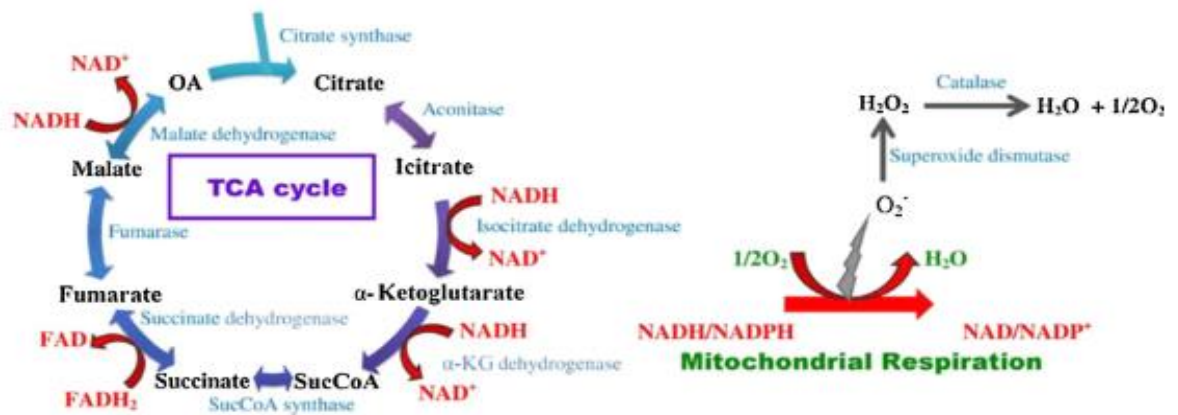 Citrate synthase
NAD⁺
OA
Citrate
NADH
Malate dehydrogenase
Aconitase
Malate
TCA cycle
Icitrate
NADH
Fumarase
Isocitrate dehydrogenase
NAD⁺
Fumarate
α- Ketoglutarate
Succinate dehydrogenase
FAD
NADH
α-KG dehydrogenase
Succinate
SucCoA
NAD⁺
FADH₂
SucCoA synthase
Catalase
H₂O₂
H₂O + 1/2O₂
Superoxide dismutase
O₂⁻
1/2O₂
H₂O
NADH/NADPH
NAD/NADP⁺
Mitochondrial Respiration